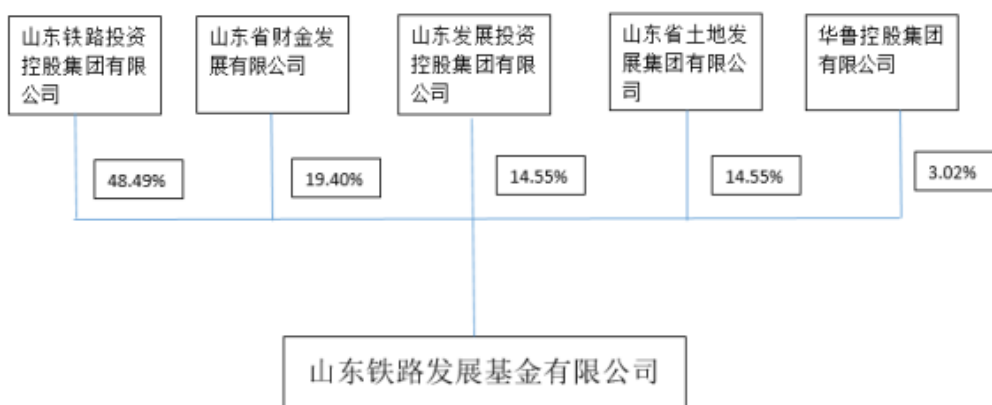 山东铁路投资
控股集团有限
公司
山东省财金发
展有限公司
山东发展投资
控股集团有限
公司
山东省土地发
展集团有限公
司
华鲁控股集团
有限公司
48.49%
19.40%
14.55%
14.55%
3.02%
山东铁路发展基金有限公司